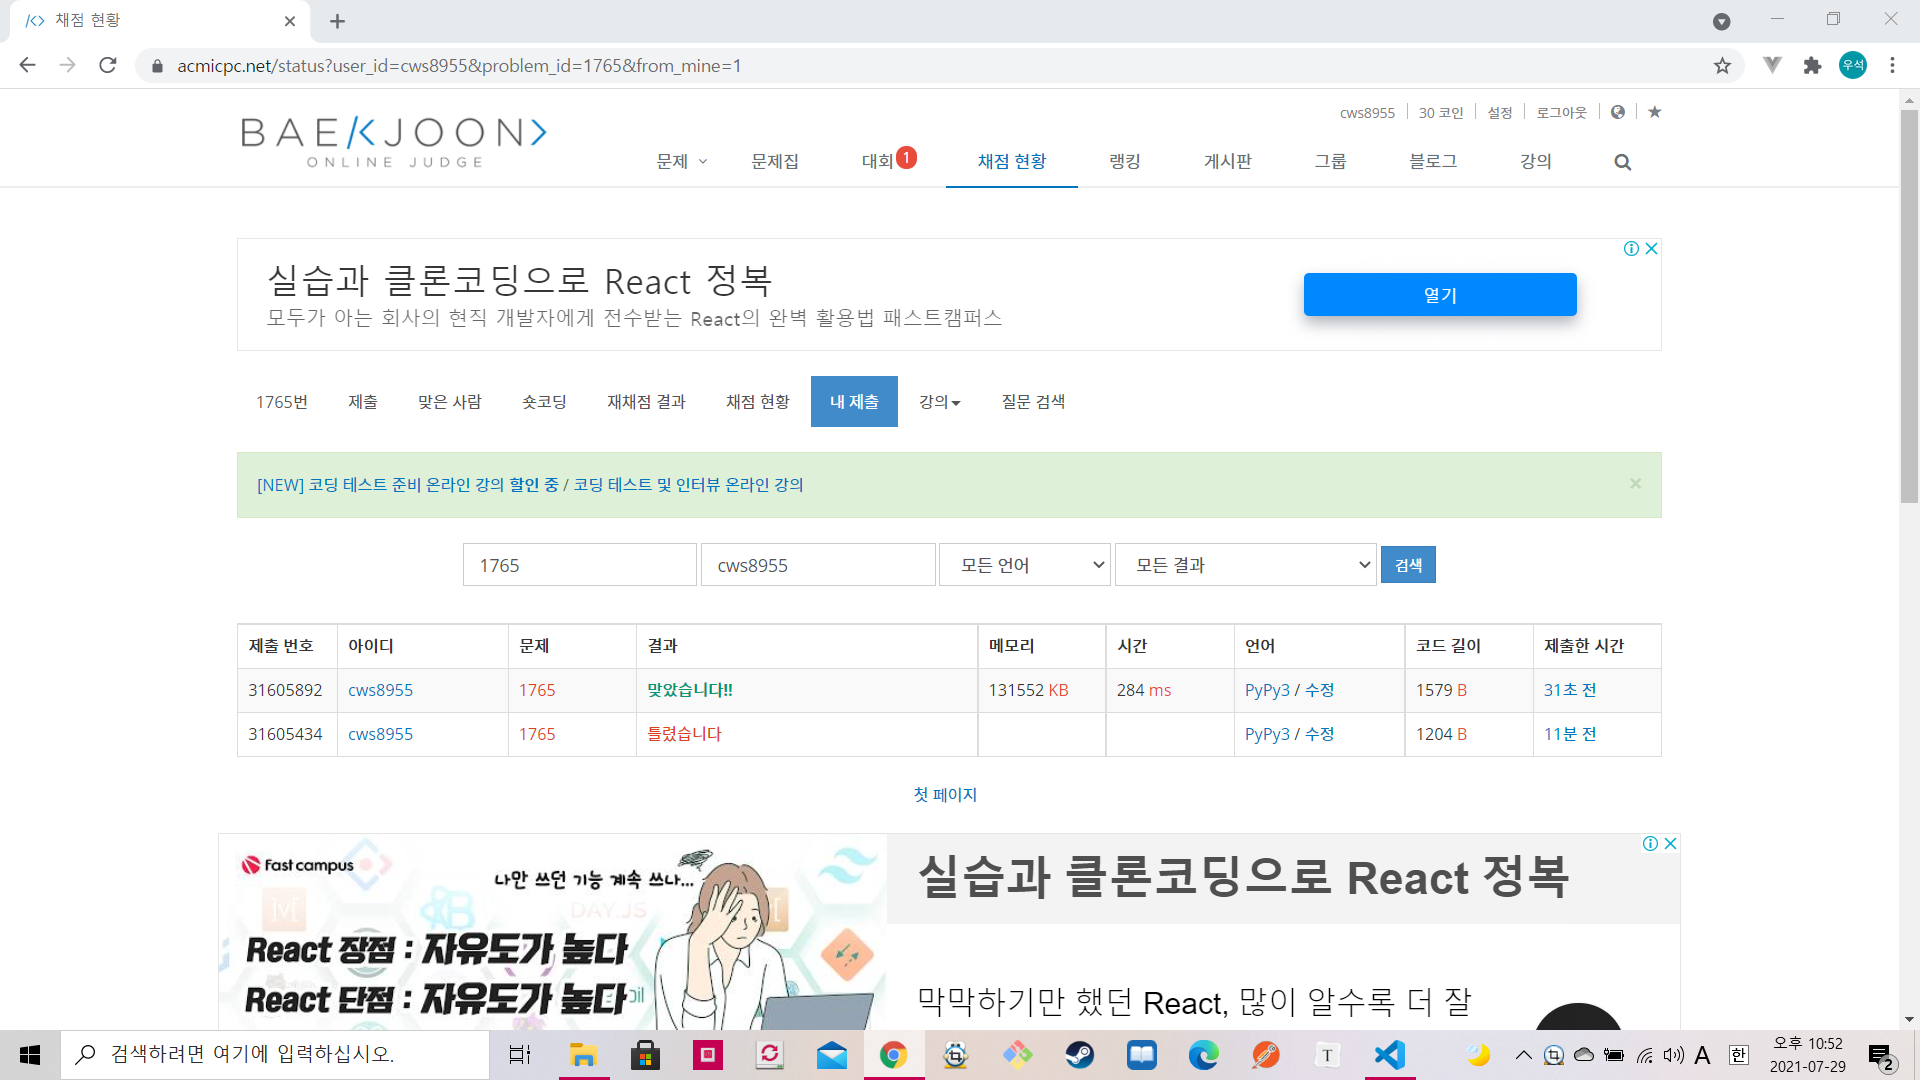 채점 현황
acmicpc.net/status?user_id=cws8955&problem_id=1765&from_mine=1
우석
cws8955 30 코인 설정 로그아웃
BAEKJOON
ONLINE JUDGE
문제 문제집 대회 1 채점 현황 랭킹 게시판 그룹 블로그 강의
실습과 클론코딩으로 React 정복
모두가 아는 회사의 현직 개발자에게 전수받는 React의 완벽 활용법 패스트캠퍼스
열기
1765번 제출 맞은 사람 숏코딩 재채점 결과 채점 현황 내 제출 강의 질문 검색
[NEW] 코딩 테스트 준비 온라인 강의 할인 중 / 코딩 테스트 및 인터뷰 온라인 강의
×
1765 cws8955 모든 언어 모든 결과 검색
제출 번호 아이디 문제 결과 메모리 시간 언어 코드 길이 제출한 시간
31605892 cws8955 1765 맞았습니다!! 131552 KB 284 ms PyPy3 / 수정 1579 B 31초 전
31605434 cws8955 1765 틀렸습니다 PyPy3 / 수정 1204 B 11분 전
첫 페이지
Fast campus
나만 쓰던 기능 계속 쓰나...
DAY.JS
React 장점 : 자유도가 높다
React 단점 : 자유도가 높다
실습과 클론코딩으로 React 정복
막막하기만 했던 React, 많이 알수록 더 잘
검색하려면 여기에 입력하십시오.
T
A 한
오후 10:52
2021-07-29
2